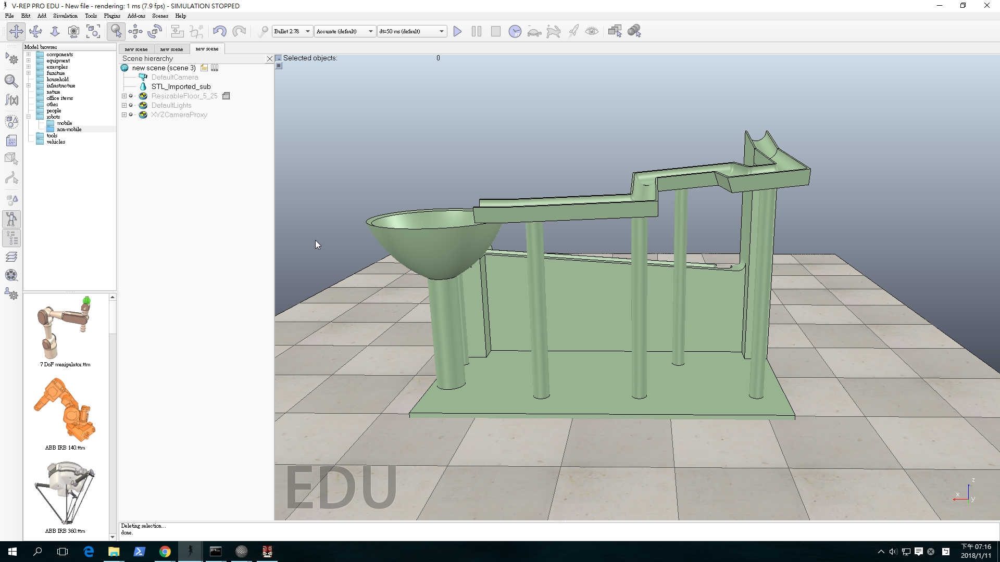 V-REP PRO EDU - New file - rendering: 1 ms (7.9 fps) - SIMULATION STOPPED
File Edit Add Simulation Tools Plugins Add-ons Scenes Help
Bullet 2.78 Accurate (default) dt=50 ms (default)
Model browser
components
equipment
examples
furniture
household
infrastructure
nature
office items
other
people
robots
mobile
non-mobile
tools
vehicles
7 DoF manipulator.ttm
ABB IRB 140.ttm
ABB IRB 360.ttm
new scene new scene new scene
Scene hierarchy
new scene (scene 3)
DefaultCamera
STL_Imported_sub
ResizableFloor_5_25
DefaultLights
XYZCameraProxy
Selected objects: 0
EDU
z
x
y
Deleting selection...
done.
下午 07:16
2018/1/11